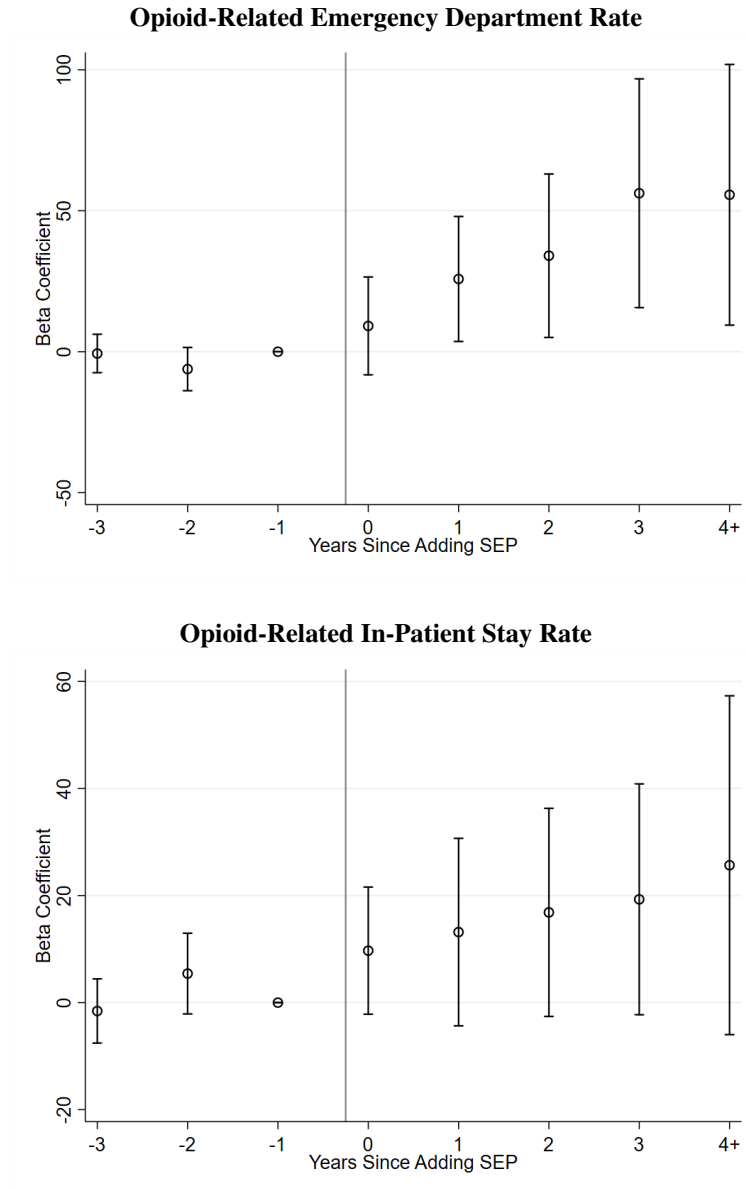 Opioid-Related Emergency Department Rate
Beta Coefficient
100
50
0
-50
-3 -2 -1 0 1 2 3 4+
Years Since Adding SEP
Opioid-Related In-Patient Stay Rate
Beta Coefficient
60
40
20
0
-20
-3 -2 -1 0 1 2 3 4+
Years Since Adding SEP